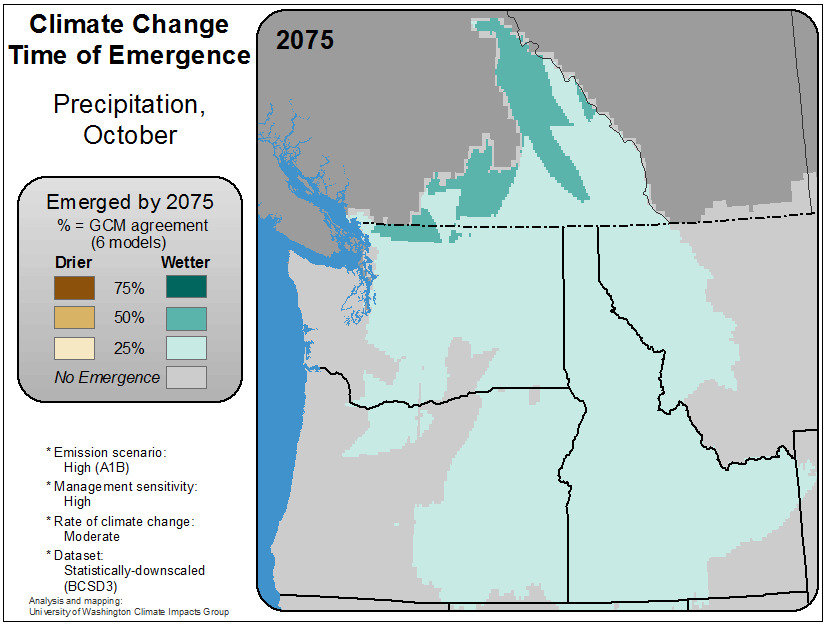 Climate Change
Time of Emergence
Precipitation,
October
2075
Emerged by 2075
% = GCM agreement
(6 models)
Drier Wetter
75%
50%
25%
No Emergence
* Emission scenario:
High (A1B)
* Management sensitivity:
High
* Rate of climate change:
Moderate
* Dataset:
Statistically-downscaled
(BCSD3)
Analysis and mapping:
University of Washington Climate Impacts Group